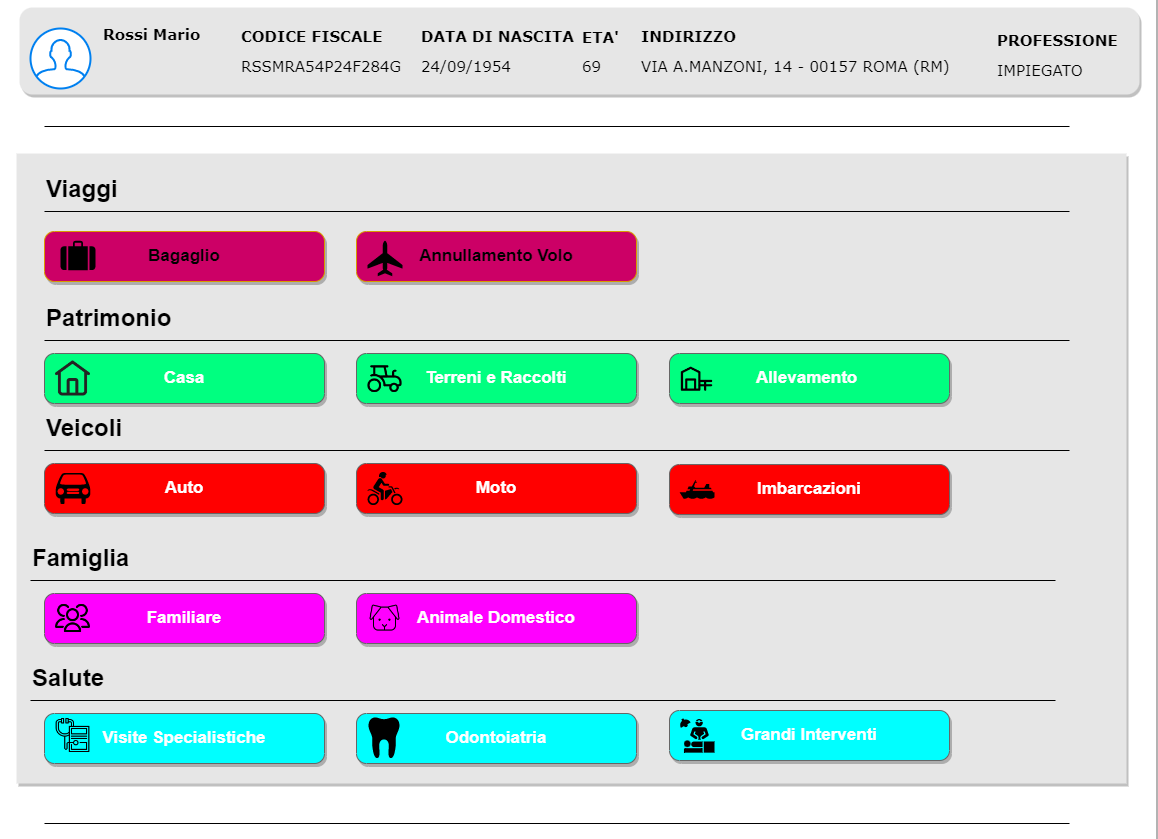 Rossi Mario
CODICE FISCALE DATA DI NASCITA ETA' INDIRIZZO PROFESSIONE
RSSMRA54P24F284G 24/09/1954 69 VIA A.MANZONI, 14 - 00157 ROMA (RM) IMPIEGATO
Viaggi
Bagaglio Annullamento Volo
Patrimonio
Casa Terreni e Raccolti Allevamento
Veicoli
Auto Moto Imbarcazioni
Famiglia
Familiare Animale Domestico
Salute
Visite Specialistiche Odontoiatria Grandi Interventi